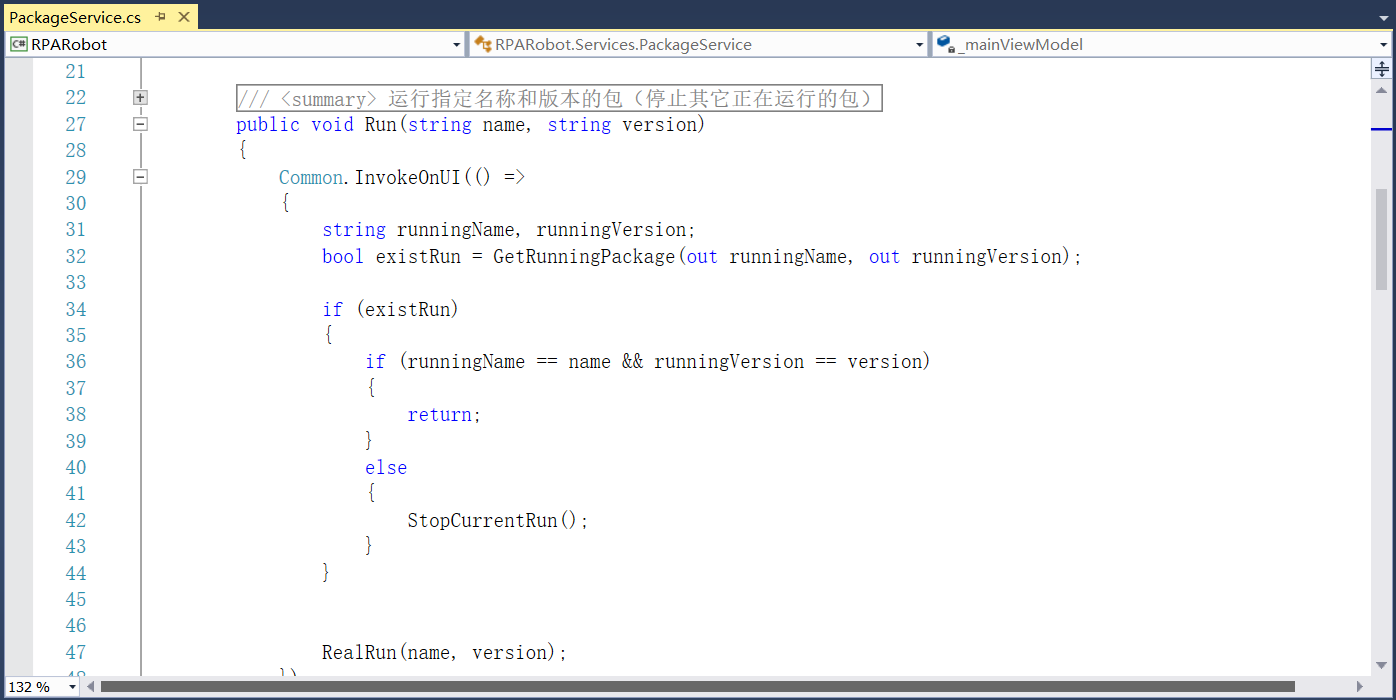 PackageService.cs
C# RPARobot
RPARobot.Services.PackageService
_mainViewModel
21
22 /// <summary> 运行指定名称和版本的包（停止其它正在运行的包）
27 public void Run(string name, string version)
28 {
29 Common.InvokeOnUI(() =>
30 {
31 string runningName, runningVersion;
32 bool existRun = GetRunningPackage(out runningName, out runningVersion);
33
34 if (existRun)
35 {
36 if (runningName == name && runningVersion == version)
37 {
38 return;
39 }
40 else
41 {
42 StopCurrentRun();
43 }
44 }
45
46
47 RealRun(name, version);
132 %